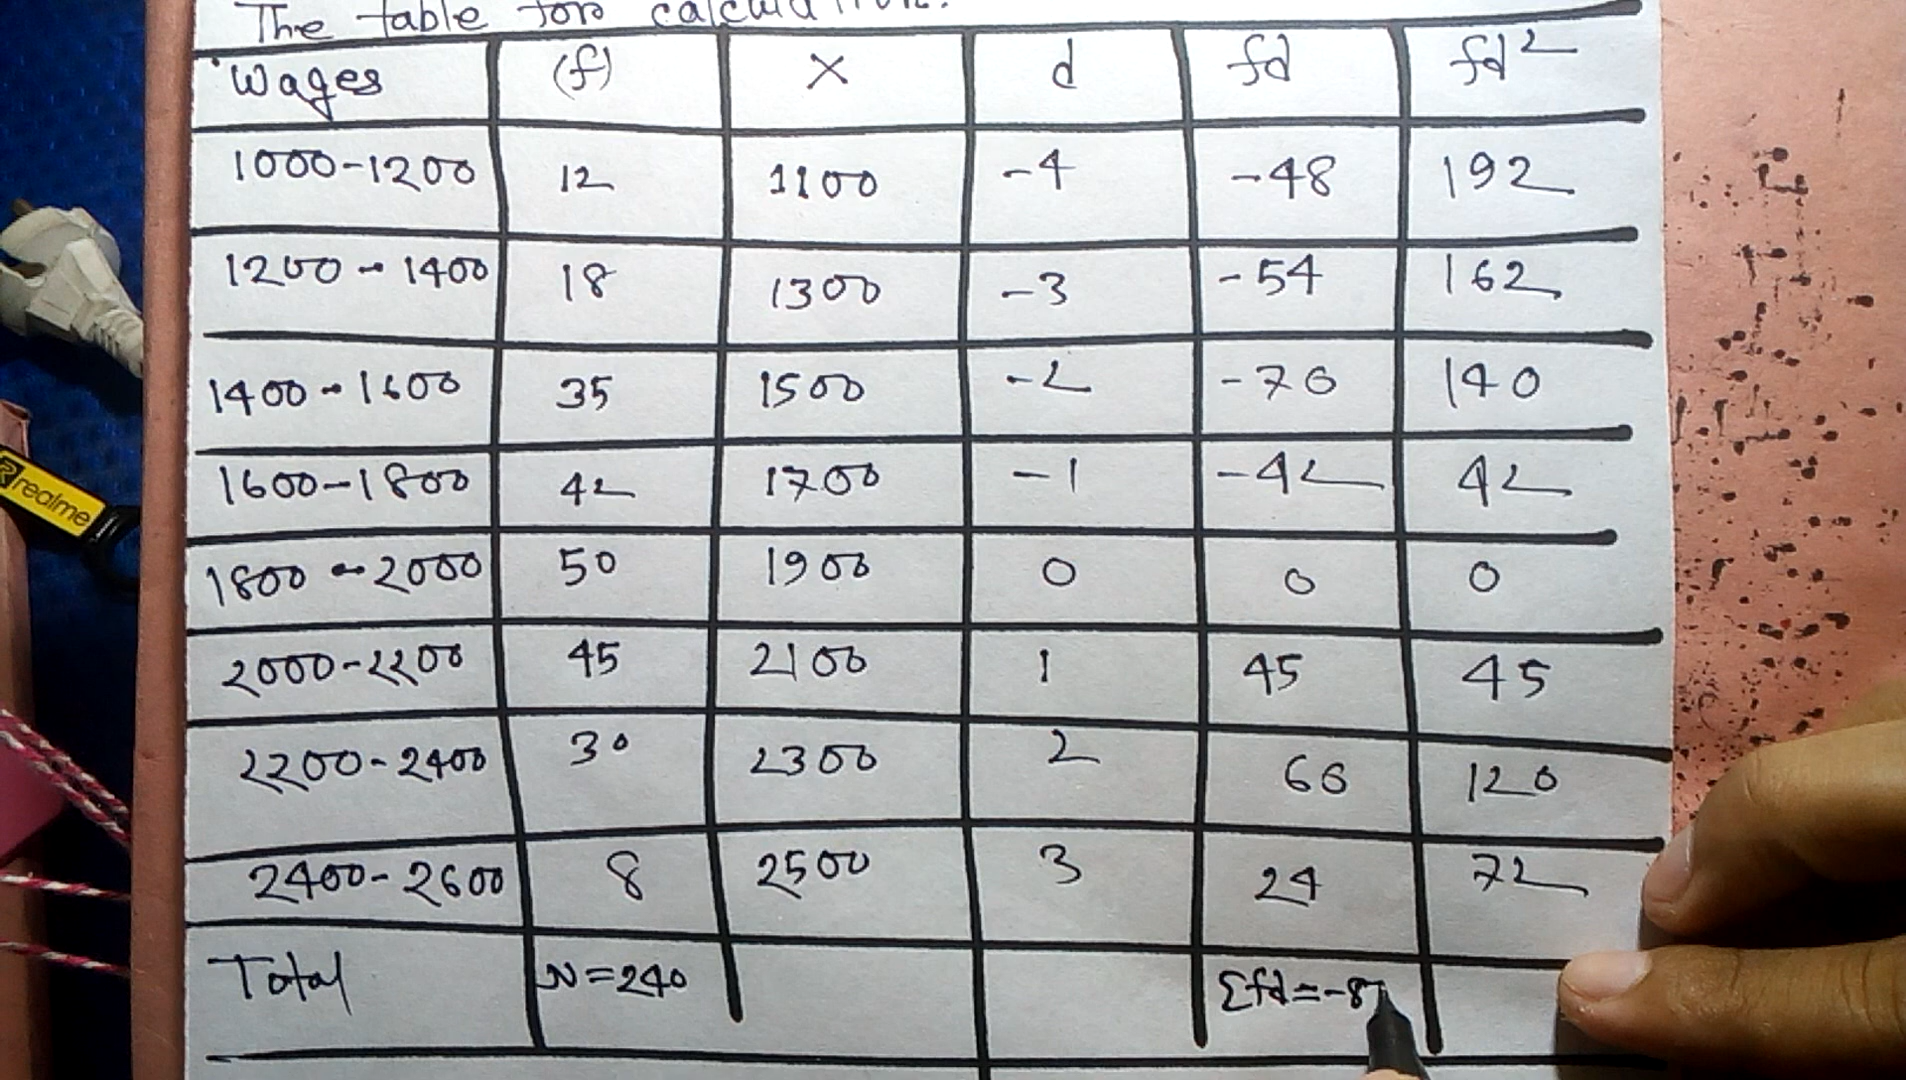 The table for calculation.
Wages (f) X d fd fd²
1000-1200 12 1100 -4 -48 192
1200-1400 18 1300 -3 -54 162
1400-1600 35 1500 -2 -70 140
1600-1800 42 1700 -1 -42 42
1800-2000 50 1900 0 0 0
2000-2200 45 2100 1 45 45
2200-2400 30 2300 2 60 120
2400-2600 8 2500 3 24 72
Total N=240 Σfd=-8
realme